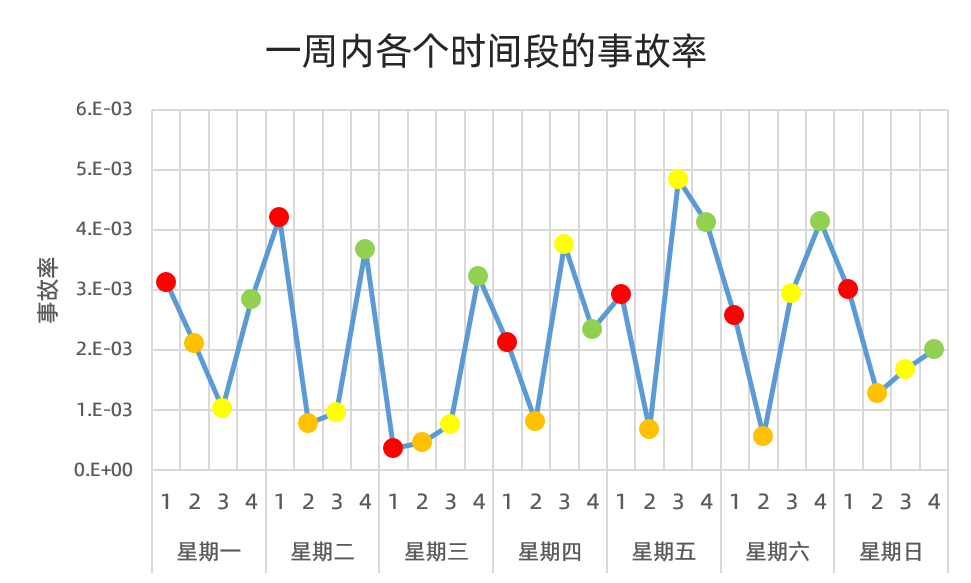 一周内各个时间段的事故率
6.E-03
5.E-03
4.E-03
3.E-03
2.E-03
1.E-03
0.E+00
事故率
1 2 3 4 1 2 3 4 1 2 3 4 1 2 3 4 1 2 3 4 1 2 3 4 1 2 3 4
星期一 星期二 星期三 星期四 星期五 星期六 星期日